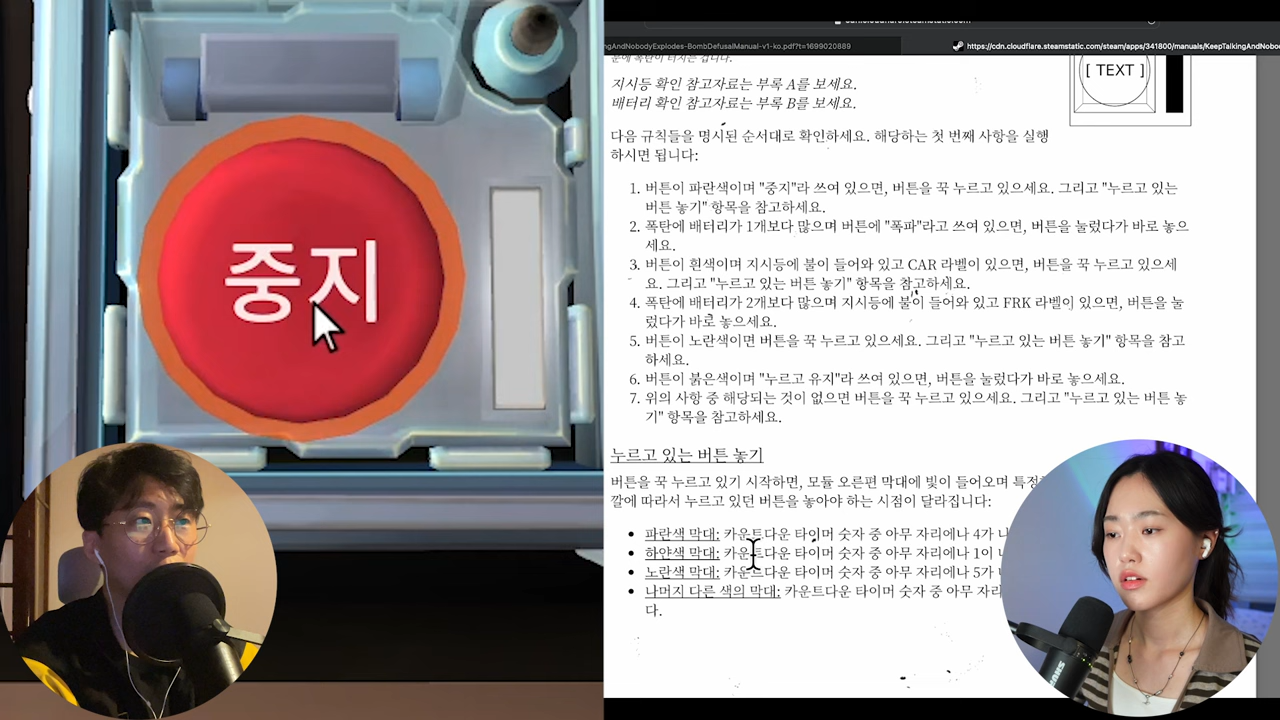 중지
ngAndNobodyExplodes-BombDefusalManual-v1-ko.pdf?t=1699020889
https://cdn.cloudflare.steamstatic.com/steam/apps/341800/manuals/KeepTalkingAndNobo
[ TEXT ]
지시등 확인 참고자료는 부록 A를 보세요.
배터리 확인 참고자료는 부록 B를 보세요.
다음 규칙들을 명시된 순서대로 확인하세요. 해당하는 첫 번째 사항을 실행
하시면 됩니다:
1. 버튼이 파란색이며 "중지"라 쓰여 있으면, 버튼을 꾹 누르고 있으세요. 그리고 "누르고 있는
버튼 놓기" 항목을 참고하세요.
2. 폭탄에 배터리가 1개보다 많으며 버튼에 "폭파"라고 쓰여 있으면, 버튼을 눌렀다가 바로 놓으
세요.
3. 버튼이 흰색이며 지시등에 불이 들어와 있고 CAR 라벨이 있으면, 버튼을 꾹 누르고 있으세
요. 그리고 "누르고 있는 버튼 놓기" 항목을 참고하세요.
4. 폭탄에 배터리가 2개보다 많으며 지시등에 불이 들어와 있고 FRK 라벨이 있으면, 버튼을 눌
렀다가 바로 놓으세요.
5. 버튼이 노란색이면 버튼을 꾹 누르고 있으세요. 그리고 "누르고 있는 버튼 놓기" 항목을 참고
하세요.
6. 버튼이 붉은색이며 "누르고 유지"라 쓰여 있으면, 버튼을 눌렀다가 바로 놓으세요.
7. 위의 사항 중 해당되는 것이 없으면 버튼을 꾹 누르고 있으세요. 그리고 "누르고 있는 버튼 놓
기" 항목을 참고하세요.
누르고 있는 버튼 놓기
버튼을 꾹 누르고 있기 시작하면, 모듈 오른편 막대에 빛이 들어오며 특정
깔에 따라서 누르고 있던 버튼을 놓아야 하는 시점이 달라집니다:
• 파란색 막대: 카운트다운 타이머 숫자 중 아무 자리에나 4가 나
• 하얀색 막대: 카운트다운 타이머 숫자 중 아무 자리에나 1이 나
• 노란색 막대: 카운트다운 타이머 숫자 중 아무 자리에나 5가 나
• 나머지 다른 색의 막대: 카운트다운 타이머 숫자 중 아무 자리
다.